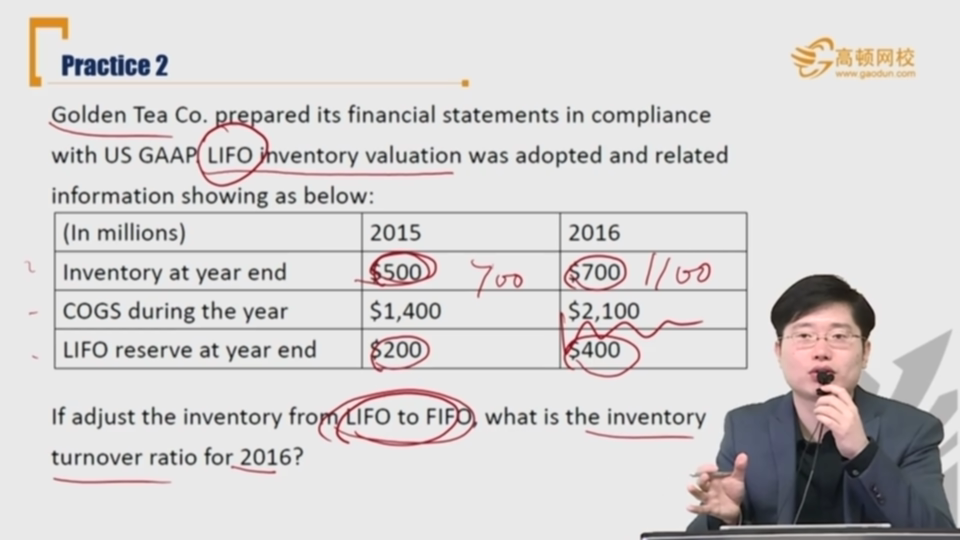 Practice 2
高顿网校
www.gaodun.com
Golden Tea Co. prepared its financial statements in compliance
with US GAAP. LIFO inventory valuation was adopted and related
information showing as below:
(In millions) 2015 2016
Inventory at year end $500 700 $700 1100
COGS during the year $1,400 $2,100
LIFO reserve at year end $200 $400
If adjust the inventory from LIFO to FIFO, what is the inventory
turnover ratio for 2016?